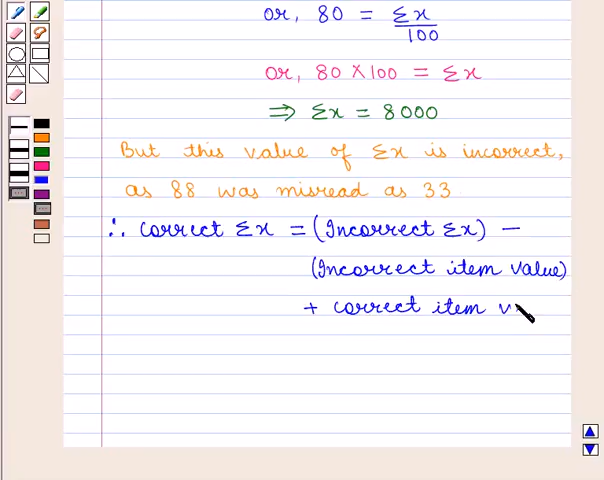 or, 80 = Σx/100
or, 80 × 100 = Σx
⇒ Σx = 8000
But this value of Σx is incorrect,
as 88 was misread as 33
∴ correct Σx = (Incorrect Σx) −
(Incorrect item value)
+ correct item v